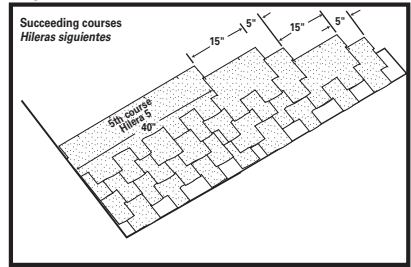 Succeeding courses
Hileras siguientes
15" 5" 15" 5"
5th course
Hilera 5
40"